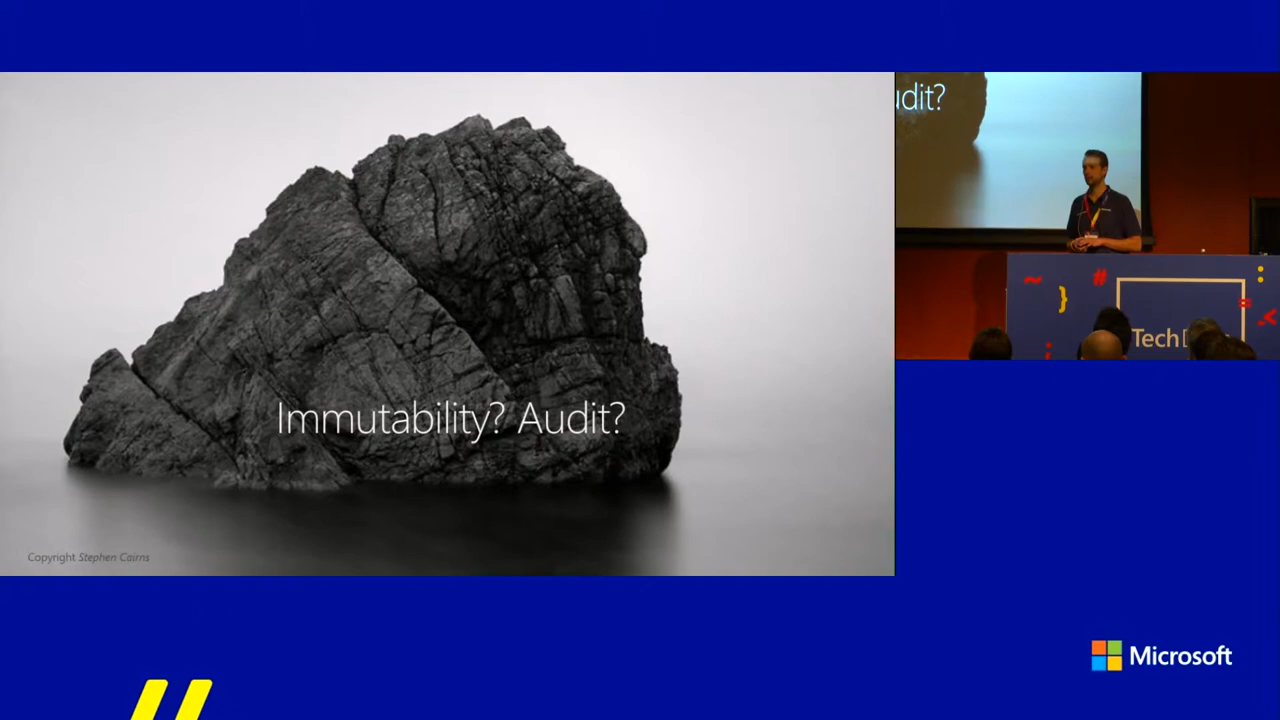 Immutability? Audit?
Copyright Stephen Cairns
udit?
~ # } : = < i
Tech
Microsoft